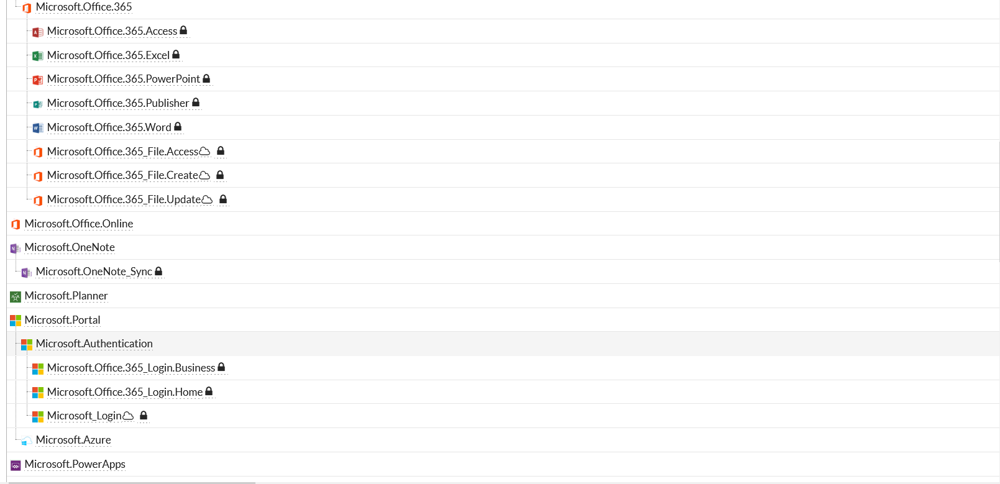 Microsoft.Office.365
Microsoft.Office.365.Access
Microsoft.Office.365.Excel
Microsoft.Office.365.PowerPoint
Microsoft.Office.365.Publisher
Microsoft.Office.365.Word
Microsoft.Office.365_File.Access
Microsoft.Office.365_File.Create
Microsoft.Office.365_File.Update
Microsoft.Office.Online
Microsoft.OneNote
Microsoft.OneNote_Sync
Microsoft.Planner
Microsoft.Portal
Microsoft.Authentication
Microsoft.Office.365_Login.Business
Microsoft.Office.365_Login.Home
Microsoft_Login
Microsoft.Azure
Microsoft.PowerApps